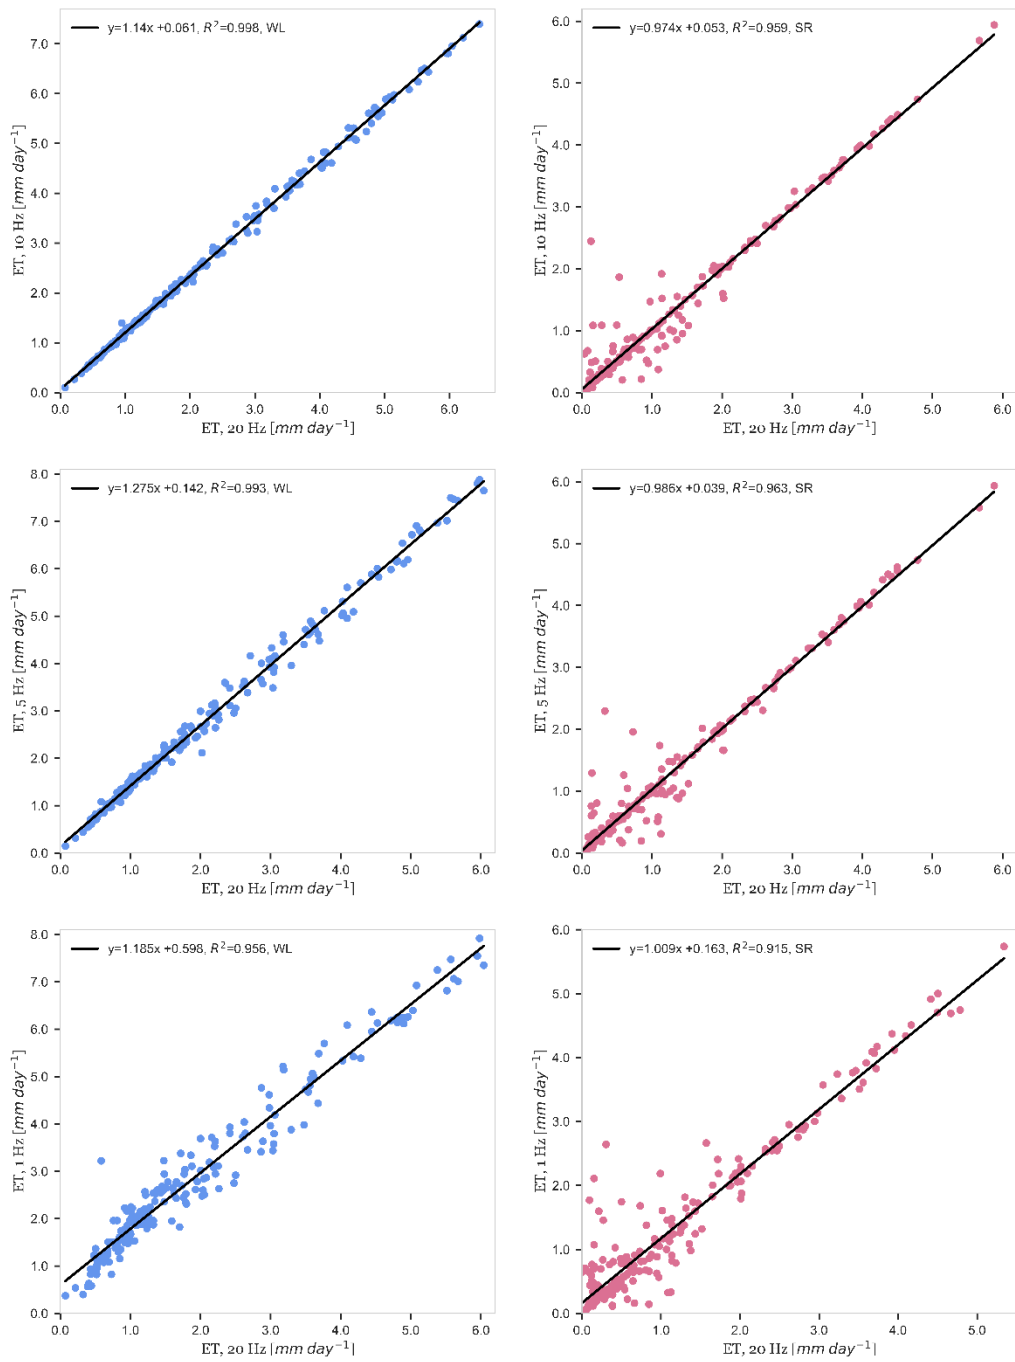 y=1.14x +0.061, R²=0.998, WL
7.0
6.0
5.0
4.0
3.0
2.0
1.0
0.0
ET, 10 Hz [mm day⁻¹]
0.0 1.0 2.0 3.0 4.0 5.0 6.0
ET, 20 Hz [mm day⁻¹]
y=0.974x +0.053, R²=0.959, SR
6.0
5.0
4.0
3.0
2.0
1.0
0.0
ET, 10 Hz [mm day⁻¹]
0.0 1.0 2.0 3.0 4.0 5.0 6.0
ET, 20 Hz [mm day⁻¹]
y=1.275x +0.142, R²=0.993, WL
8.0
7.0
6.0
5.0
4.0
3.0
2.0
1.0
0.0
ET, 5 Hz [mm day⁻¹]
0.0 1.0 2.0 3.0 4.0 5.0 6.0
ET, 20 Hz [mm day⁻¹]
y=0.986x +0.039, R²=0.963, SR
6.0
5.0
4.0
3.0
2.0
1.0
0.0
ET, 5 Hz [mm day⁻¹]
0.0 1.0 2.0 3.0 4.0 5.0 6.0
ET, 20 Hz [mm day⁻¹]
y=1.185x +0.598, R²=0.956, WL
8.0
7.0
6.0
5.0
4.0
3.0
2.0
1.0
0.0
ET, 1 Hz [mm day⁻¹]
0.0 1.0 2.0 3.0 4.0 5.0 6.0
ET, 20 Hz [mm day⁻¹]
y=1.009x +0.163, R²=0.915, SR
6.0
5.0
4.0
3.0
2.0
1.0
0.0
ET, 1 Hz [mm day⁻¹]
0.0 1.0 2.0 3.0 4.0 5.0
ET, 20 Hz [mm day⁻¹]